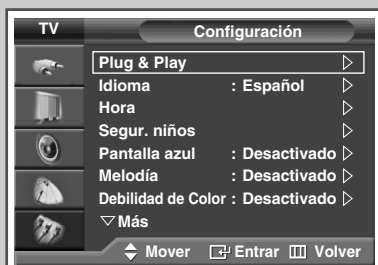 TV
Configuración
Plug & Play
Idioma : Español
Hora
Segur. niños
Pantalla azul : Desactivado
Melodía : Desactivado
Debilidad de Color : Desactivado
Más
Mover Entrar Volver